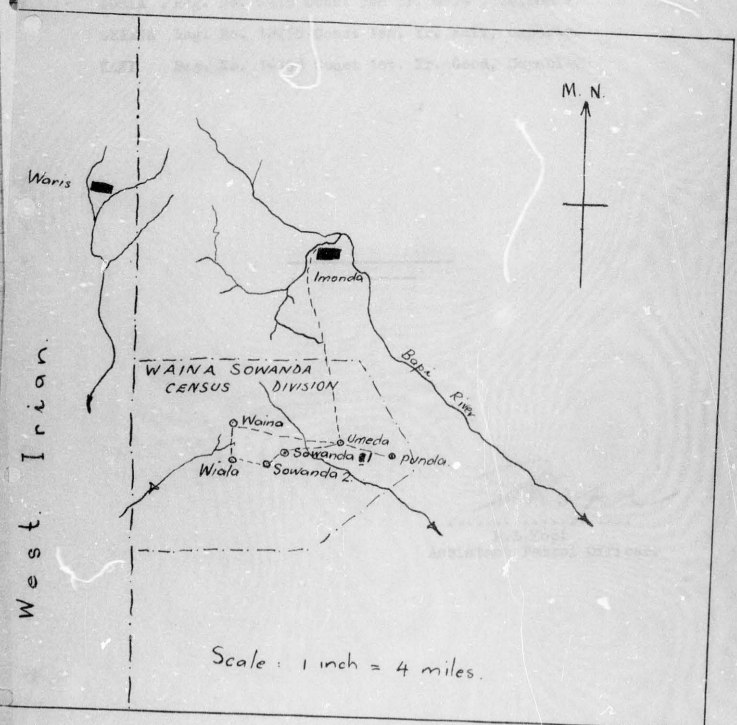 M. N.
Waris
Imonda
Bapi River
WAINA SOWANDA
CENSUS DIVISION
Waina
Umeda
Sowanda 1
Punda
Wiala
Sowanda 2.
West Irian.
Assistant Patrol Officer.
Scale : 1 inch = 4 miles.